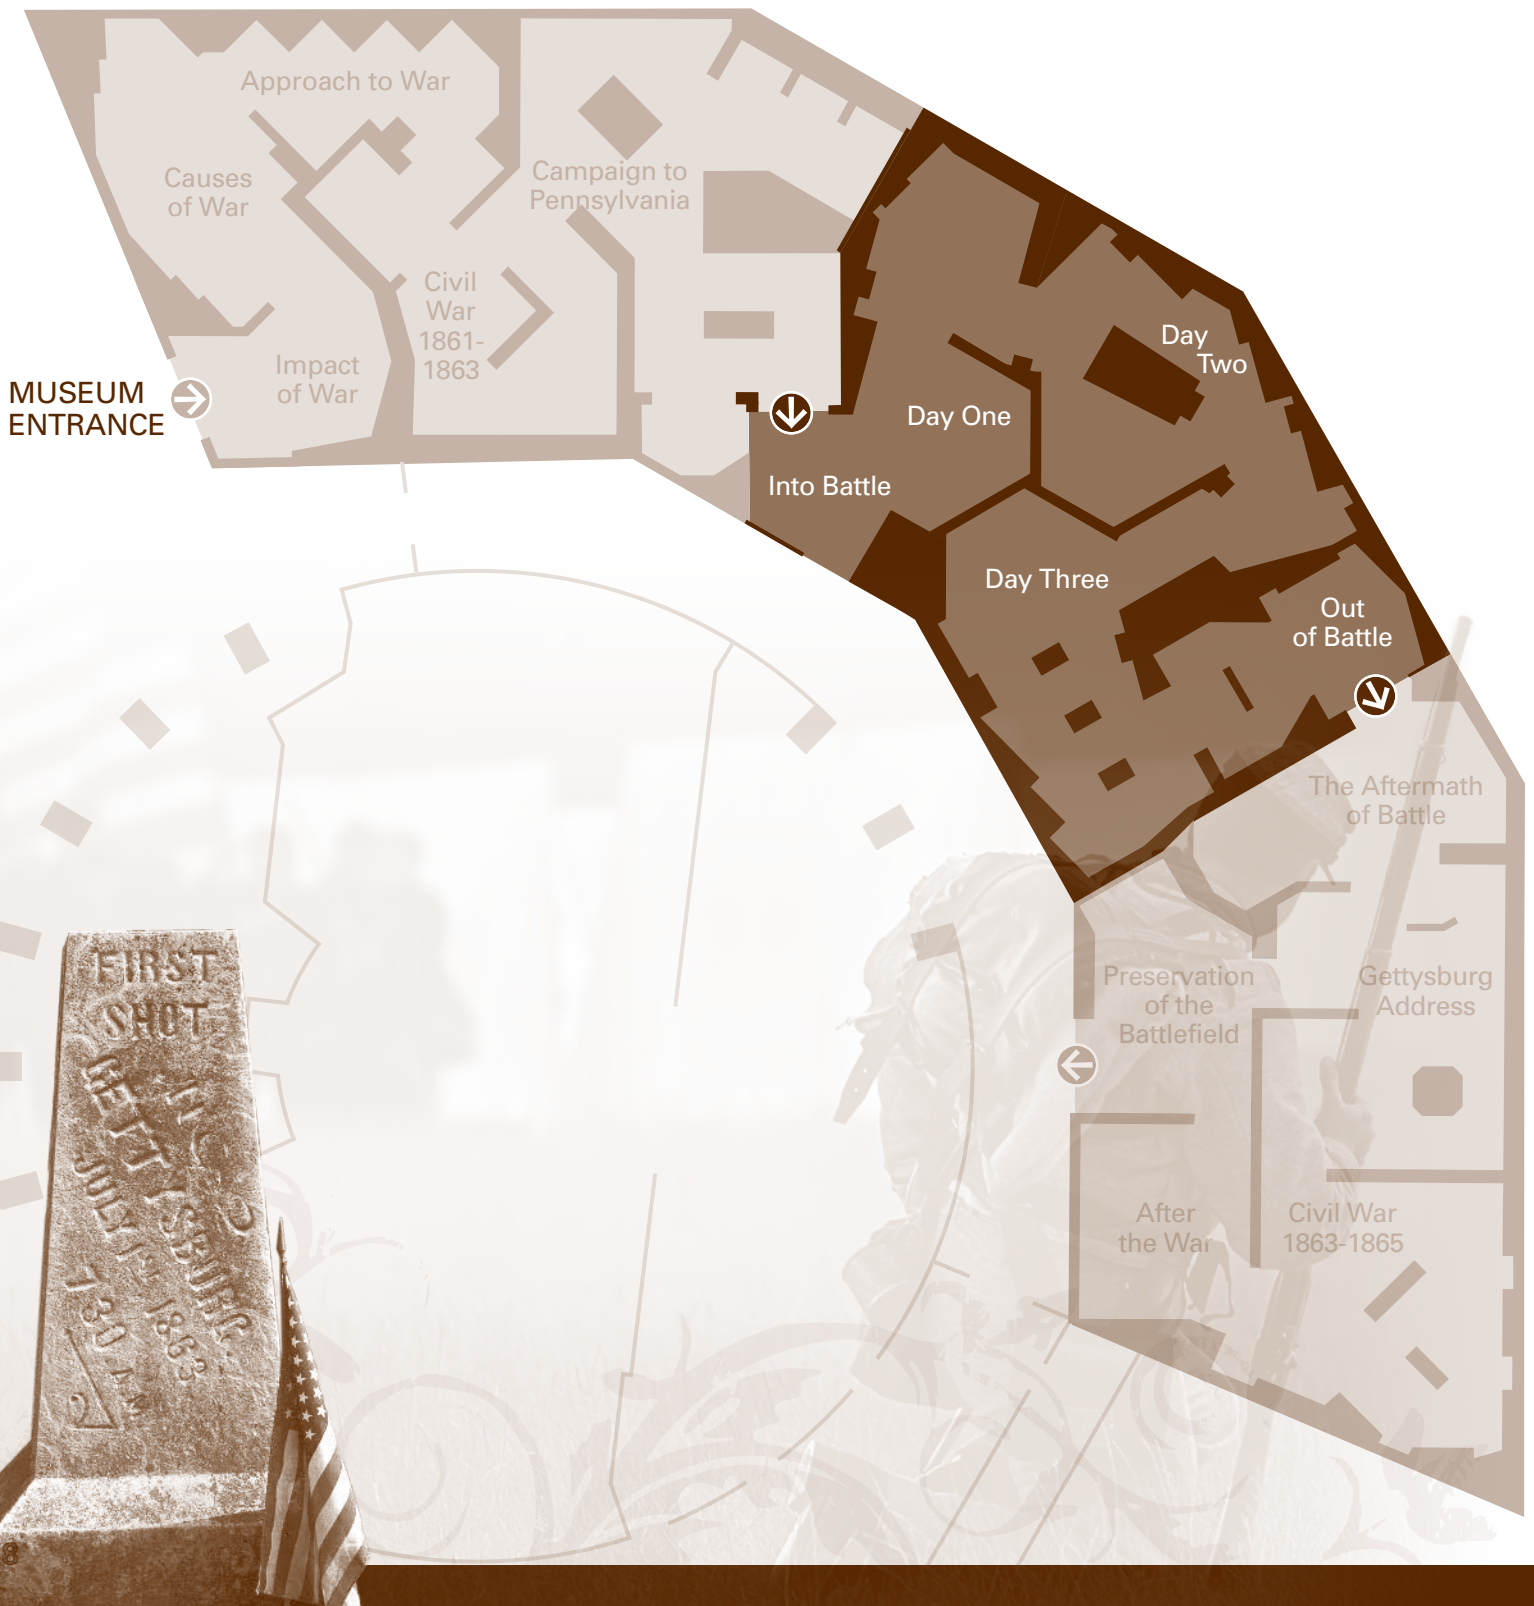 Approach to War
Causes
of War
Campaign to
Pennsylvania
Civil
War
1861-
1863
Impact
of War
MUSEUM
ENTRANCE
Day
Two
Day One
Into Battle
Day Three
Out
of Battle
The Aftermath
of Battle
Preservation
of the
Battlefield
Gettysburg
Address
After
the War
Civil War
1863-1865
FIRST
SHOT
AT
GETTYSBURG
JULY 1ST 1863
7 30 A M
8